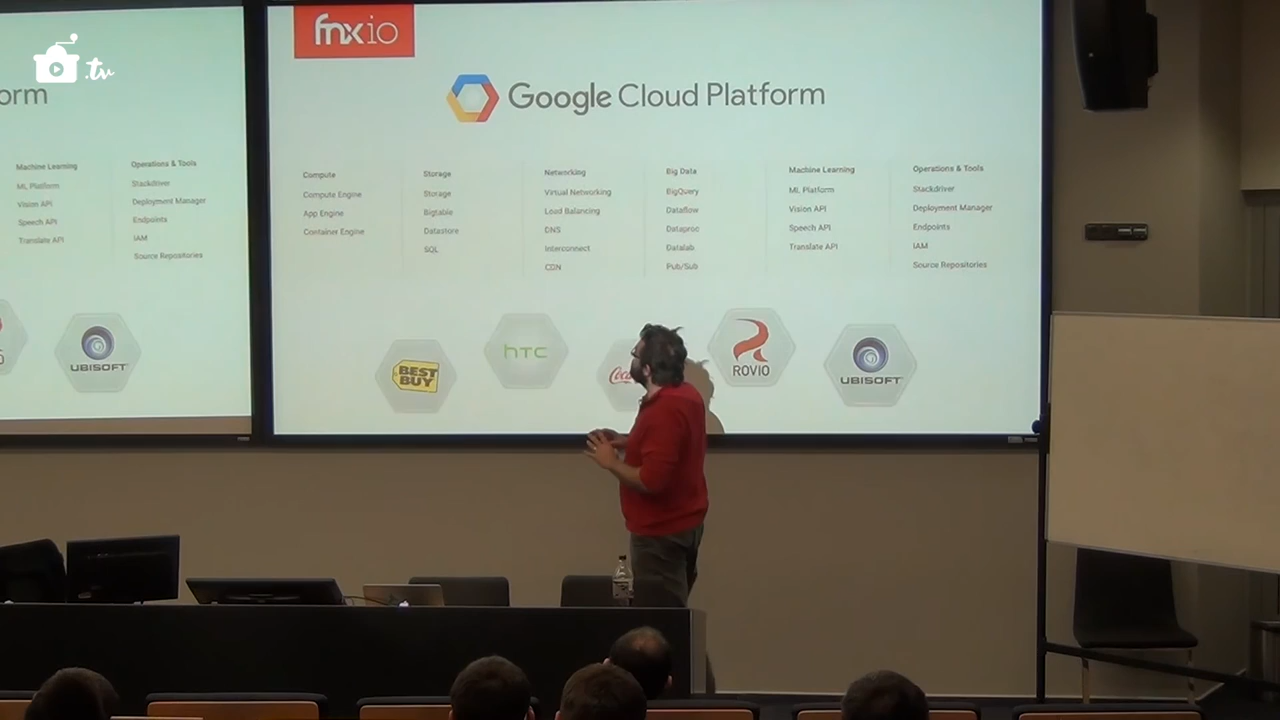 .tv
orm
Machine Learning
ML Platform
Vision API
Speech API
Translate API
Operations & Tools
Stackdriver
Deployment Manager
Endpoints
IAM
Source Repositories
UBISOFT
fnxio
Google Cloud Platform
Compute
Compute Engine
App Engine
Container Engine
Storage
Storage
Bigtable
Datastore
SQL
Networking
Virtual Networking
Load Balancing
DNS
Interconnect
CDN
Big Data
BigQuery
Dataflow
Dataproc
Datalab
Pub/Sub
Machine Learning
ML Platform
Vision API
Speech API
Translate API
Operations & Tools
Stackdriver
Deployment Manager
Endpoints
IAM
Source Repositories
BEST
BUY
hTC
Coca
ROVIO
UBISOFT